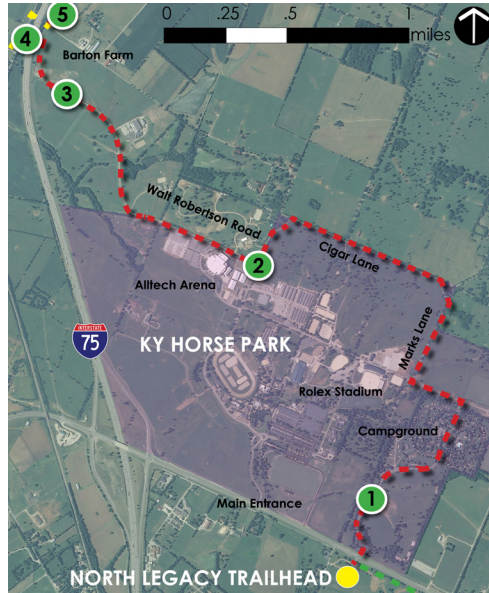 5
0 .25 .5 1
4
Barton Farm
miles
3
Walt Robertson Road
2
Cigar Lane
Alltech Arena
INTERSTATE
75
KY HORSE PARK
Marks Lane
Rolex Stadium
Campground
1
Main Entrance
NORTH LEGACY TRAILHEAD